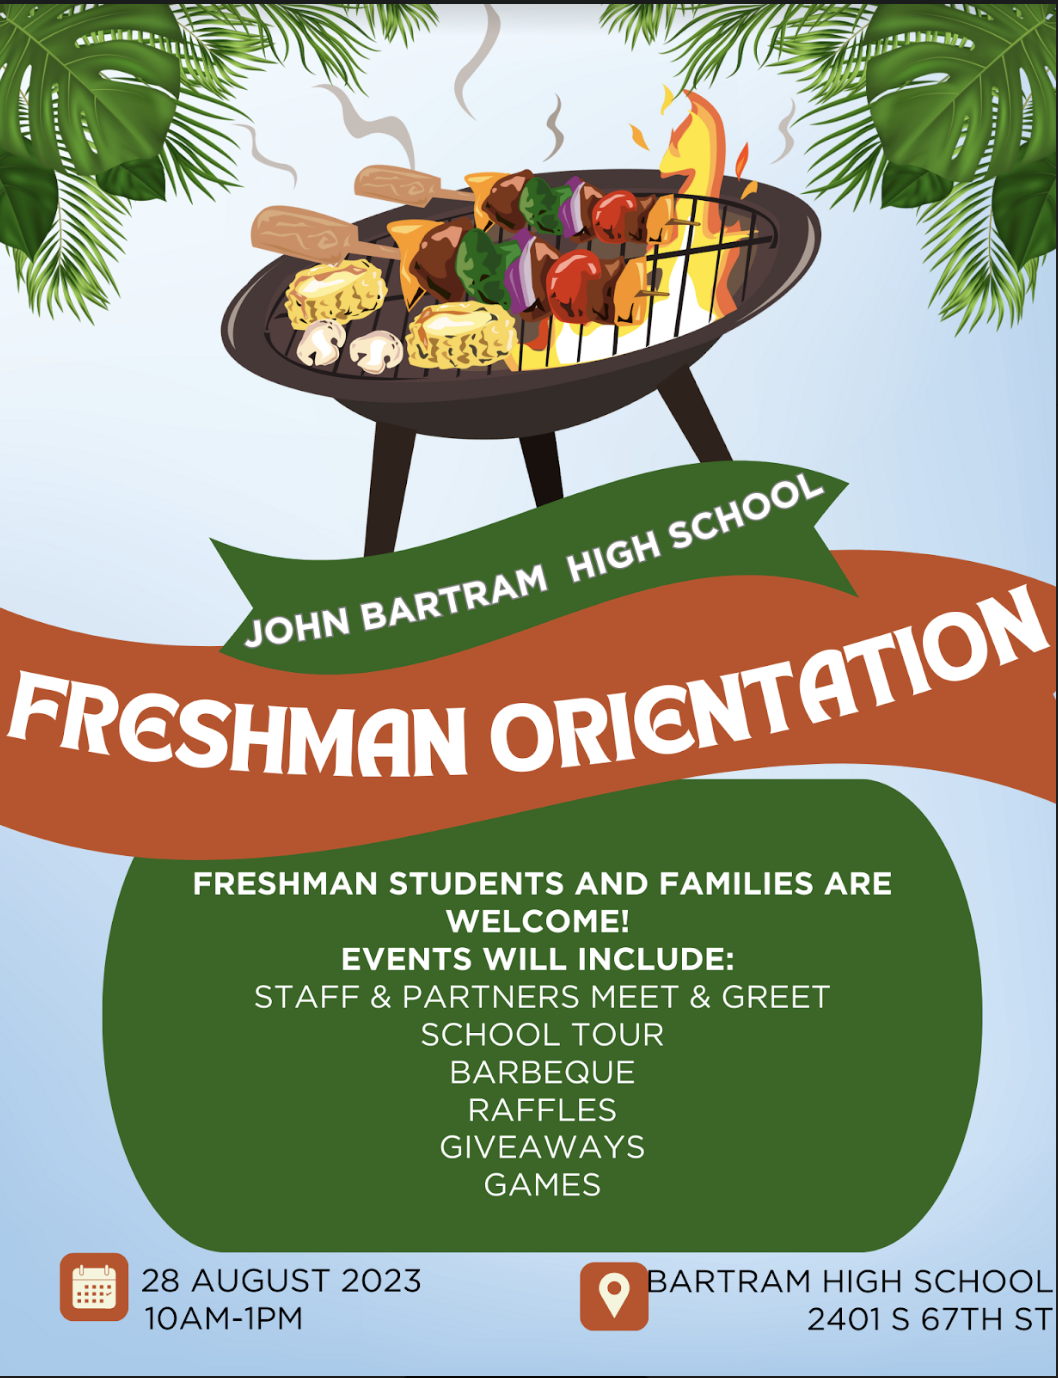 JOHN BARTRAM HIGH SCHOOL
FRESHMAN ORIENTATION
FRESHMAN STUDENTS AND FAMILIES ARE
WELCOME!
EVENTS WILL INCLUDE:
STAFF & PARTNERS MEET & GREET
SCHOOL TOUR
BARBEQUE
RAFFLES
GIVEAWAYS
GAMES
28 AUGUST 2023
10AM-1PM
BARTRAM HIGH SCHOOL
2401 S 67TH ST